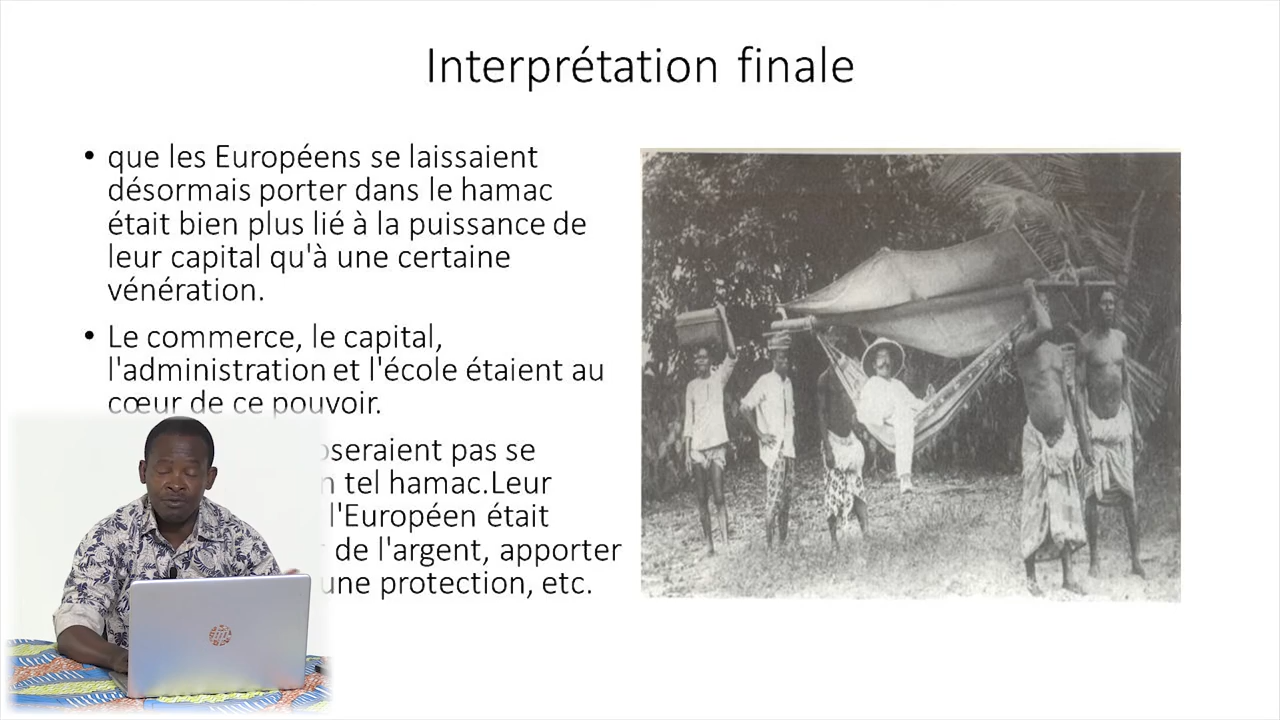 Interprétation finale
• que les Européens se laissaient
désormais porter dans le hamac
était bien plus lié à la puissance de
leur capital qu'à une certaine
vénération.
• Le commerce, le capital,
l'administration et l'école étaient au
cœur de ce pouvoir.
oseraient pas se
tel hamac.Leur
l'Européen était
de l'argent, apporter
une protection, etc.
hp